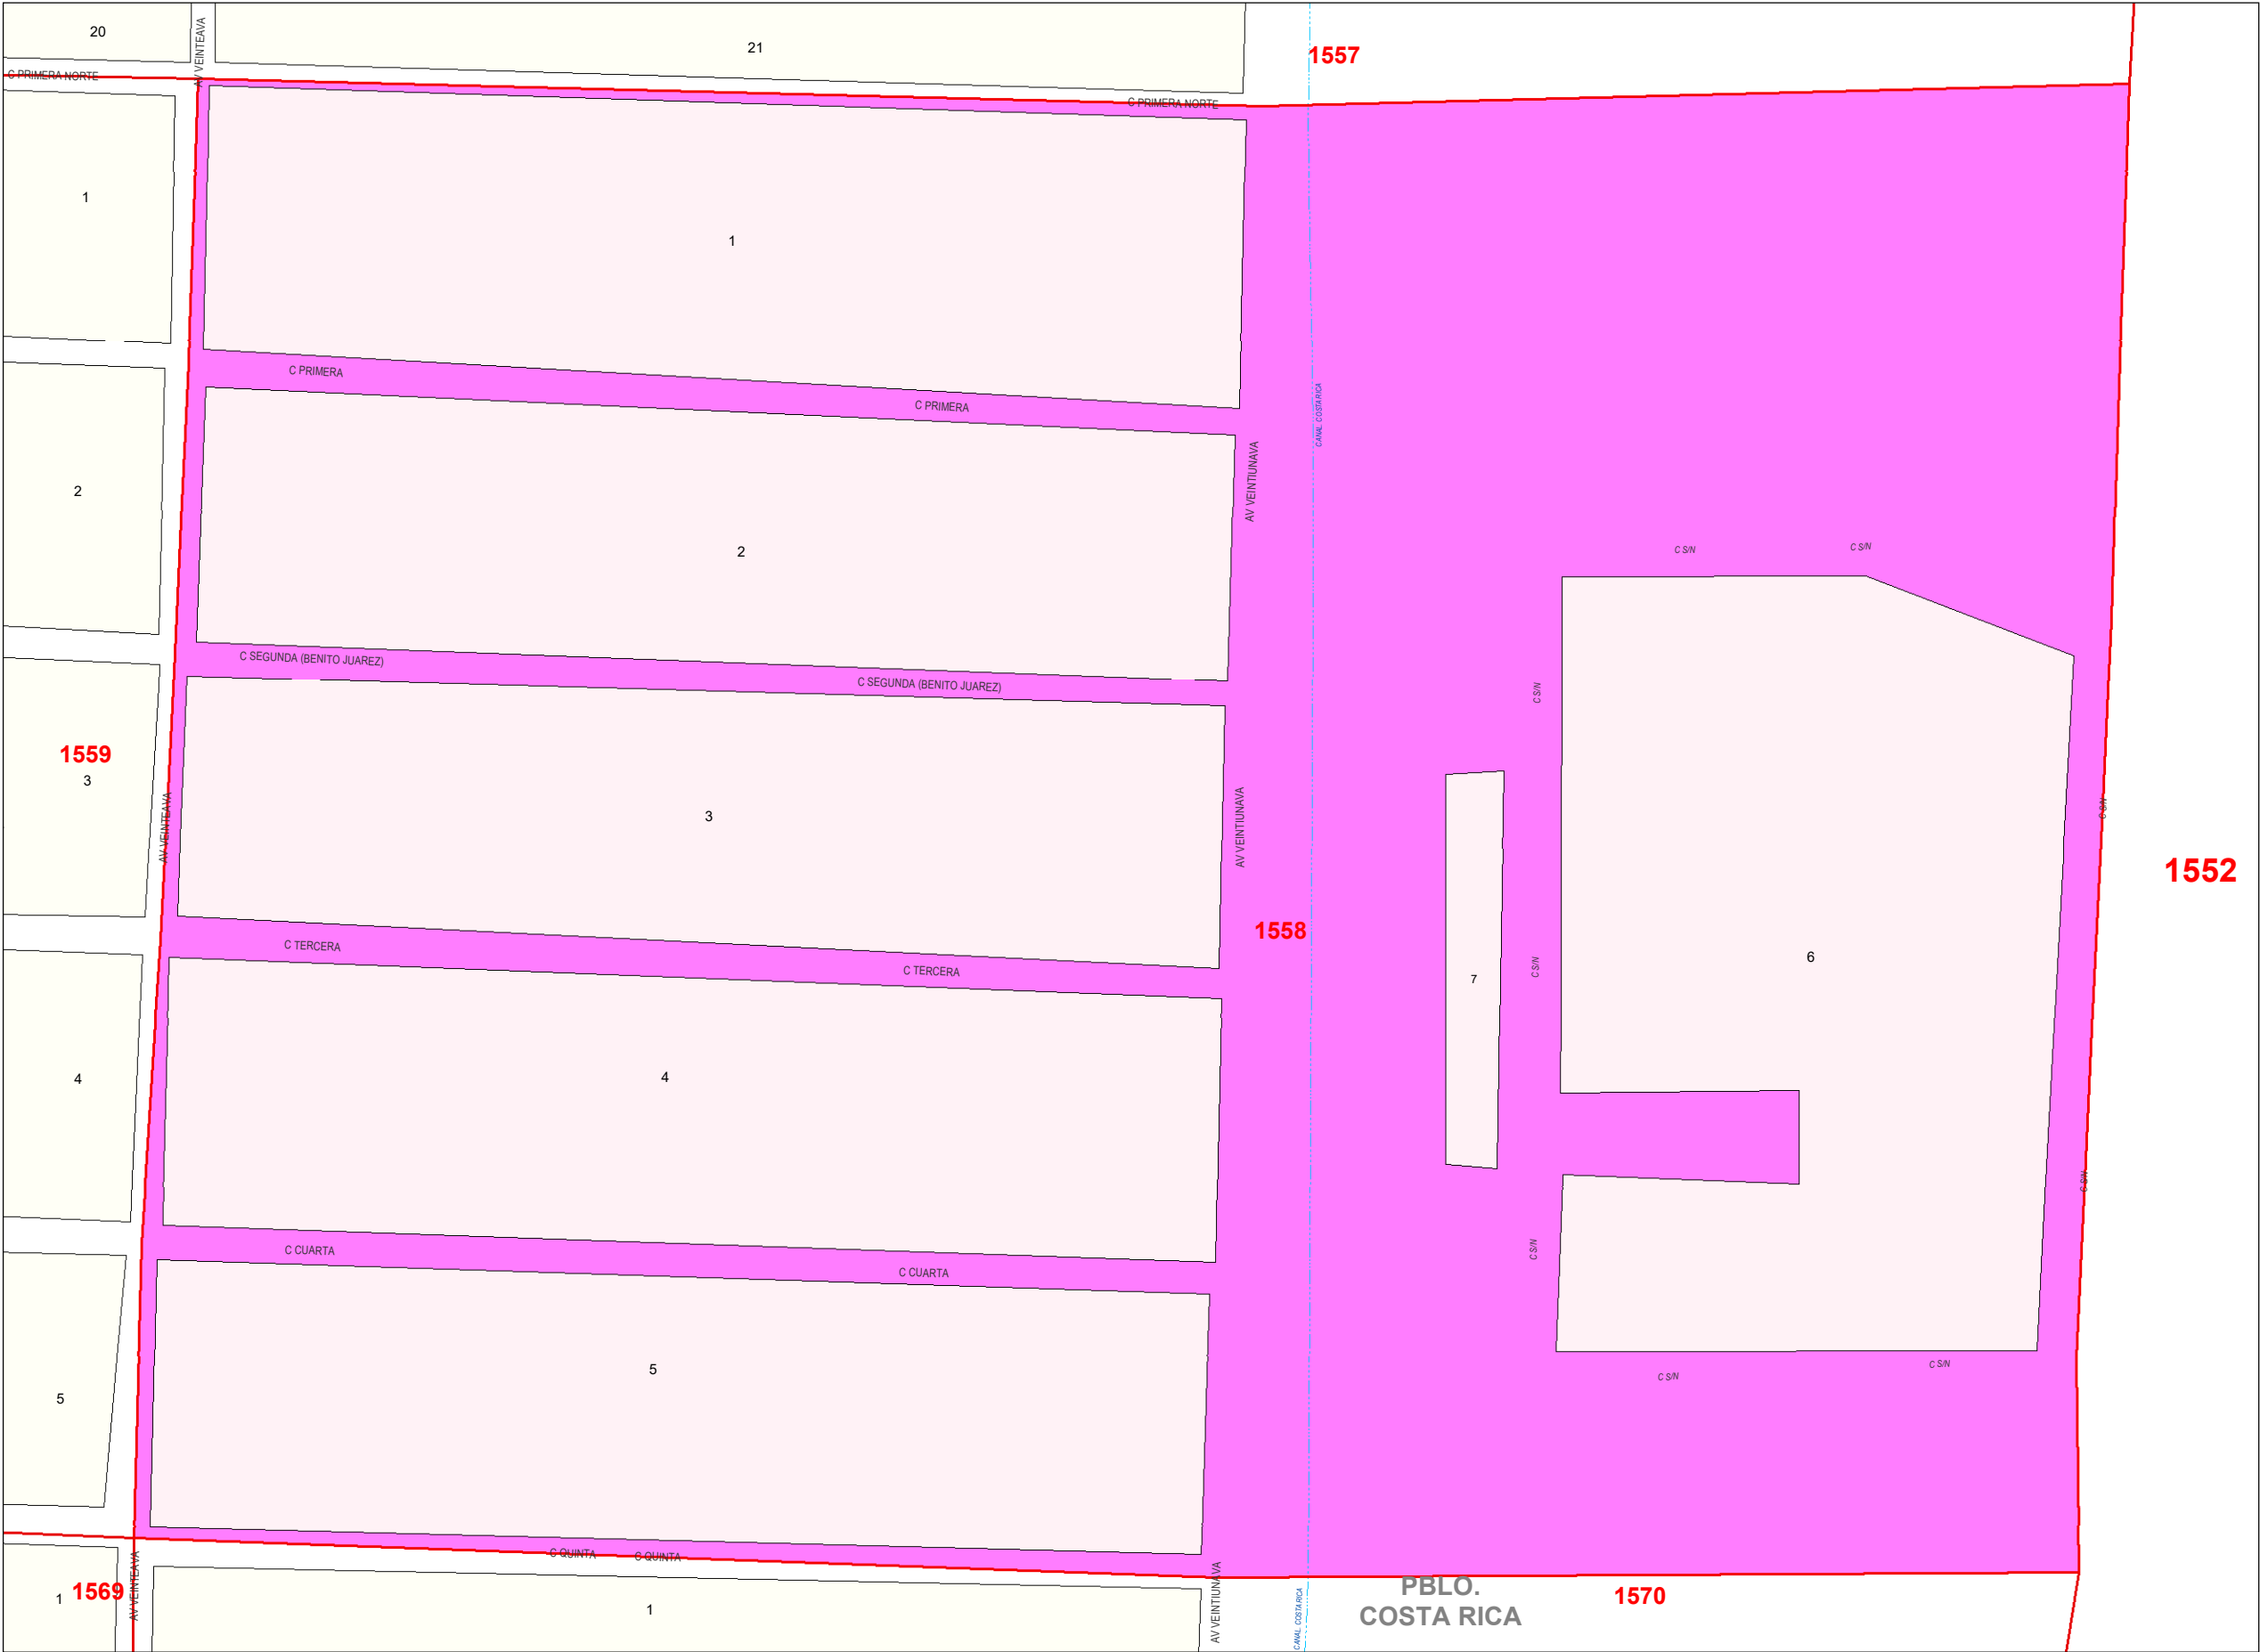 20
21
AV VEINTEAVA
1557
C PRIMERA NORTE
C PRIMERA NORTE
1
1
C PRIMERA
C PRIMERA
CANAL COSTA RICA
AV VEINTIUNAVA
2
2
C S/N
C S/N
C SEGUNDA (BENITO JUAREZ)
C SEGUNDA (BENITO JUAREZ)
C S/N
1559
3
3
AV VEINTEAVA
AV VEINTIUNAVA
C S/N
1552
1558
C TERCERA
C TERCERA
C S/N
7
6
4
4
C S/N
C CUARTA
C CUARTA
C S/N
5
5
C S/N
C S/N
C QUINTA
C QUINTA
1
1569
AV VEINTEAVA
1
AV VEINTIUNAVA
CANAL COSTA RICA
PBLO.
COSTA RICA
1570